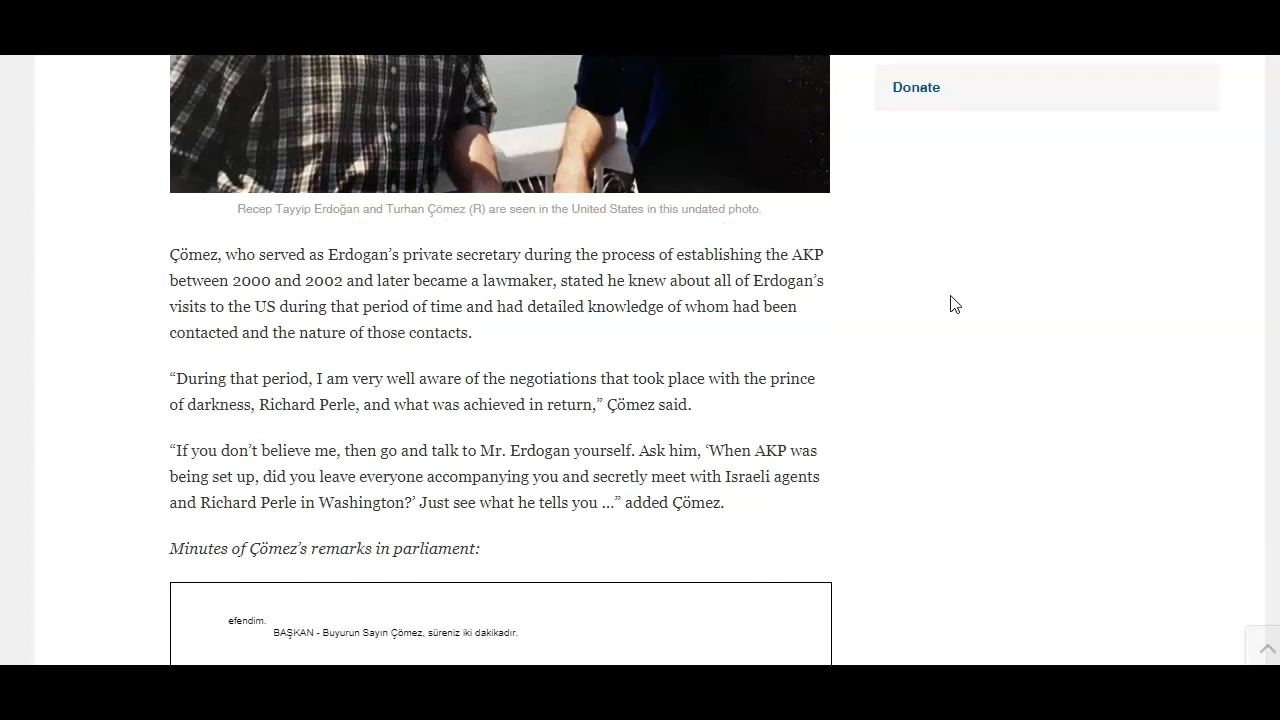 Donate
Recep Tayyip Erdoğan and Turhan Çömez (R) are seen in the United States in this undated photo.
Çömez, who served as Erdogan’s private secretary during the process of establishing the AKP
between 2000 and 2002 and later became a lawmaker, stated he knew about all of Erdogan’s
visits to the US during that period of time and had detailed knowledge of whom had been
contacted and the nature of those contacts.
“During that period, I am very well aware of the negotiations that took place with the prince
of darkness, Richard Perle, and what was achieved in return,” Çömez said.
“If you don’t believe me, then go and talk to Mr. Erdogan yourself. Ask him, ‘When AKP was
being set up, did you leave everyone accompanying you and secretly meet with Israeli agents
and Richard Perle in Washington?’ Just see what he tells you …” added Çömez.
Minutes of Çömez’s remarks in parliament:
efendim.
BAŞKAN - Buyurun Sayın Çömez, süreniz iki dakikadır.